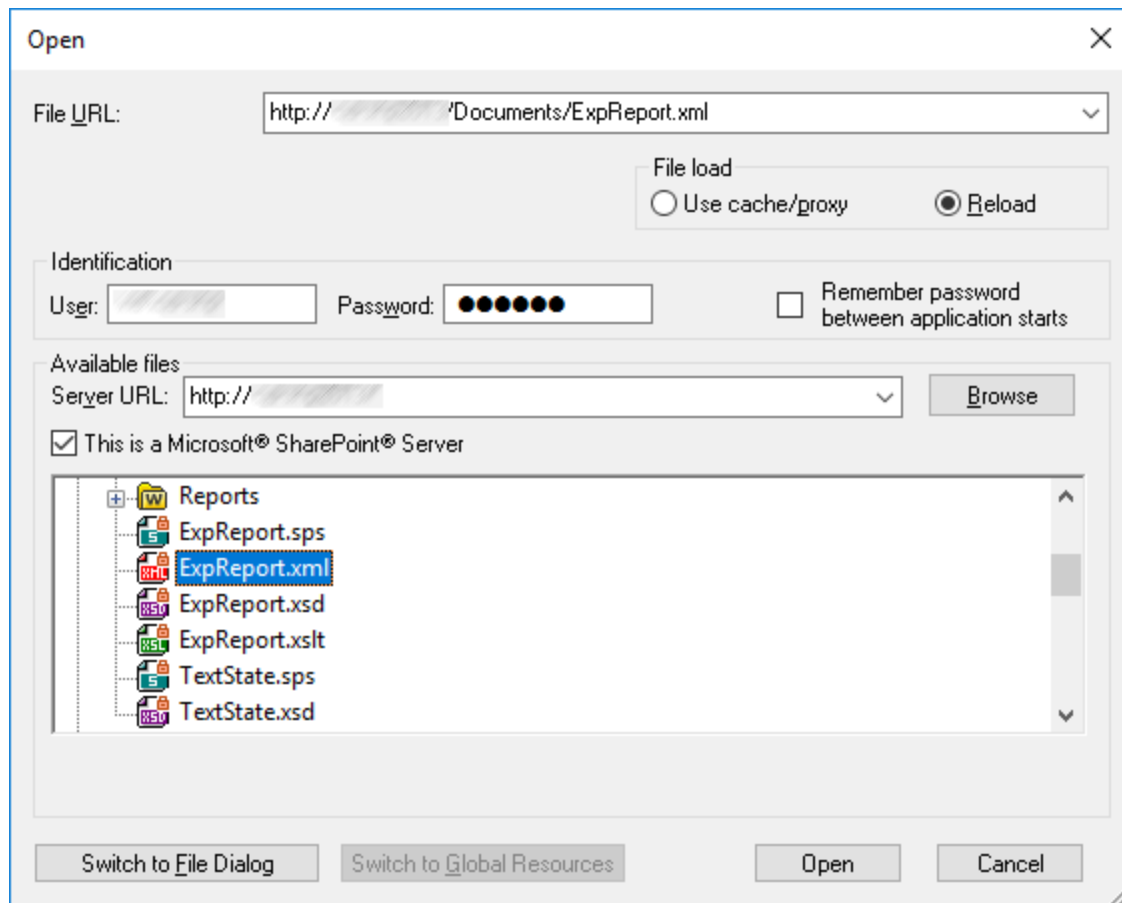 Open
File URL: http:// /Documents/ExpReport.xml
File load
Use cache/proxy Reload
Identification
User: Password: ●●●●●● Remember password
between application starts
Available files
Server URL: http:// Browse
This is a Microsoft® SharePoint® Server
Reports
ExpReport.sps
ExpReport.xml
ExpReport.xsd
ExpReport.xslt
TextState.sps
TextState.xsd
Switch to File Dialog Switch to Global Resources Open Cancel